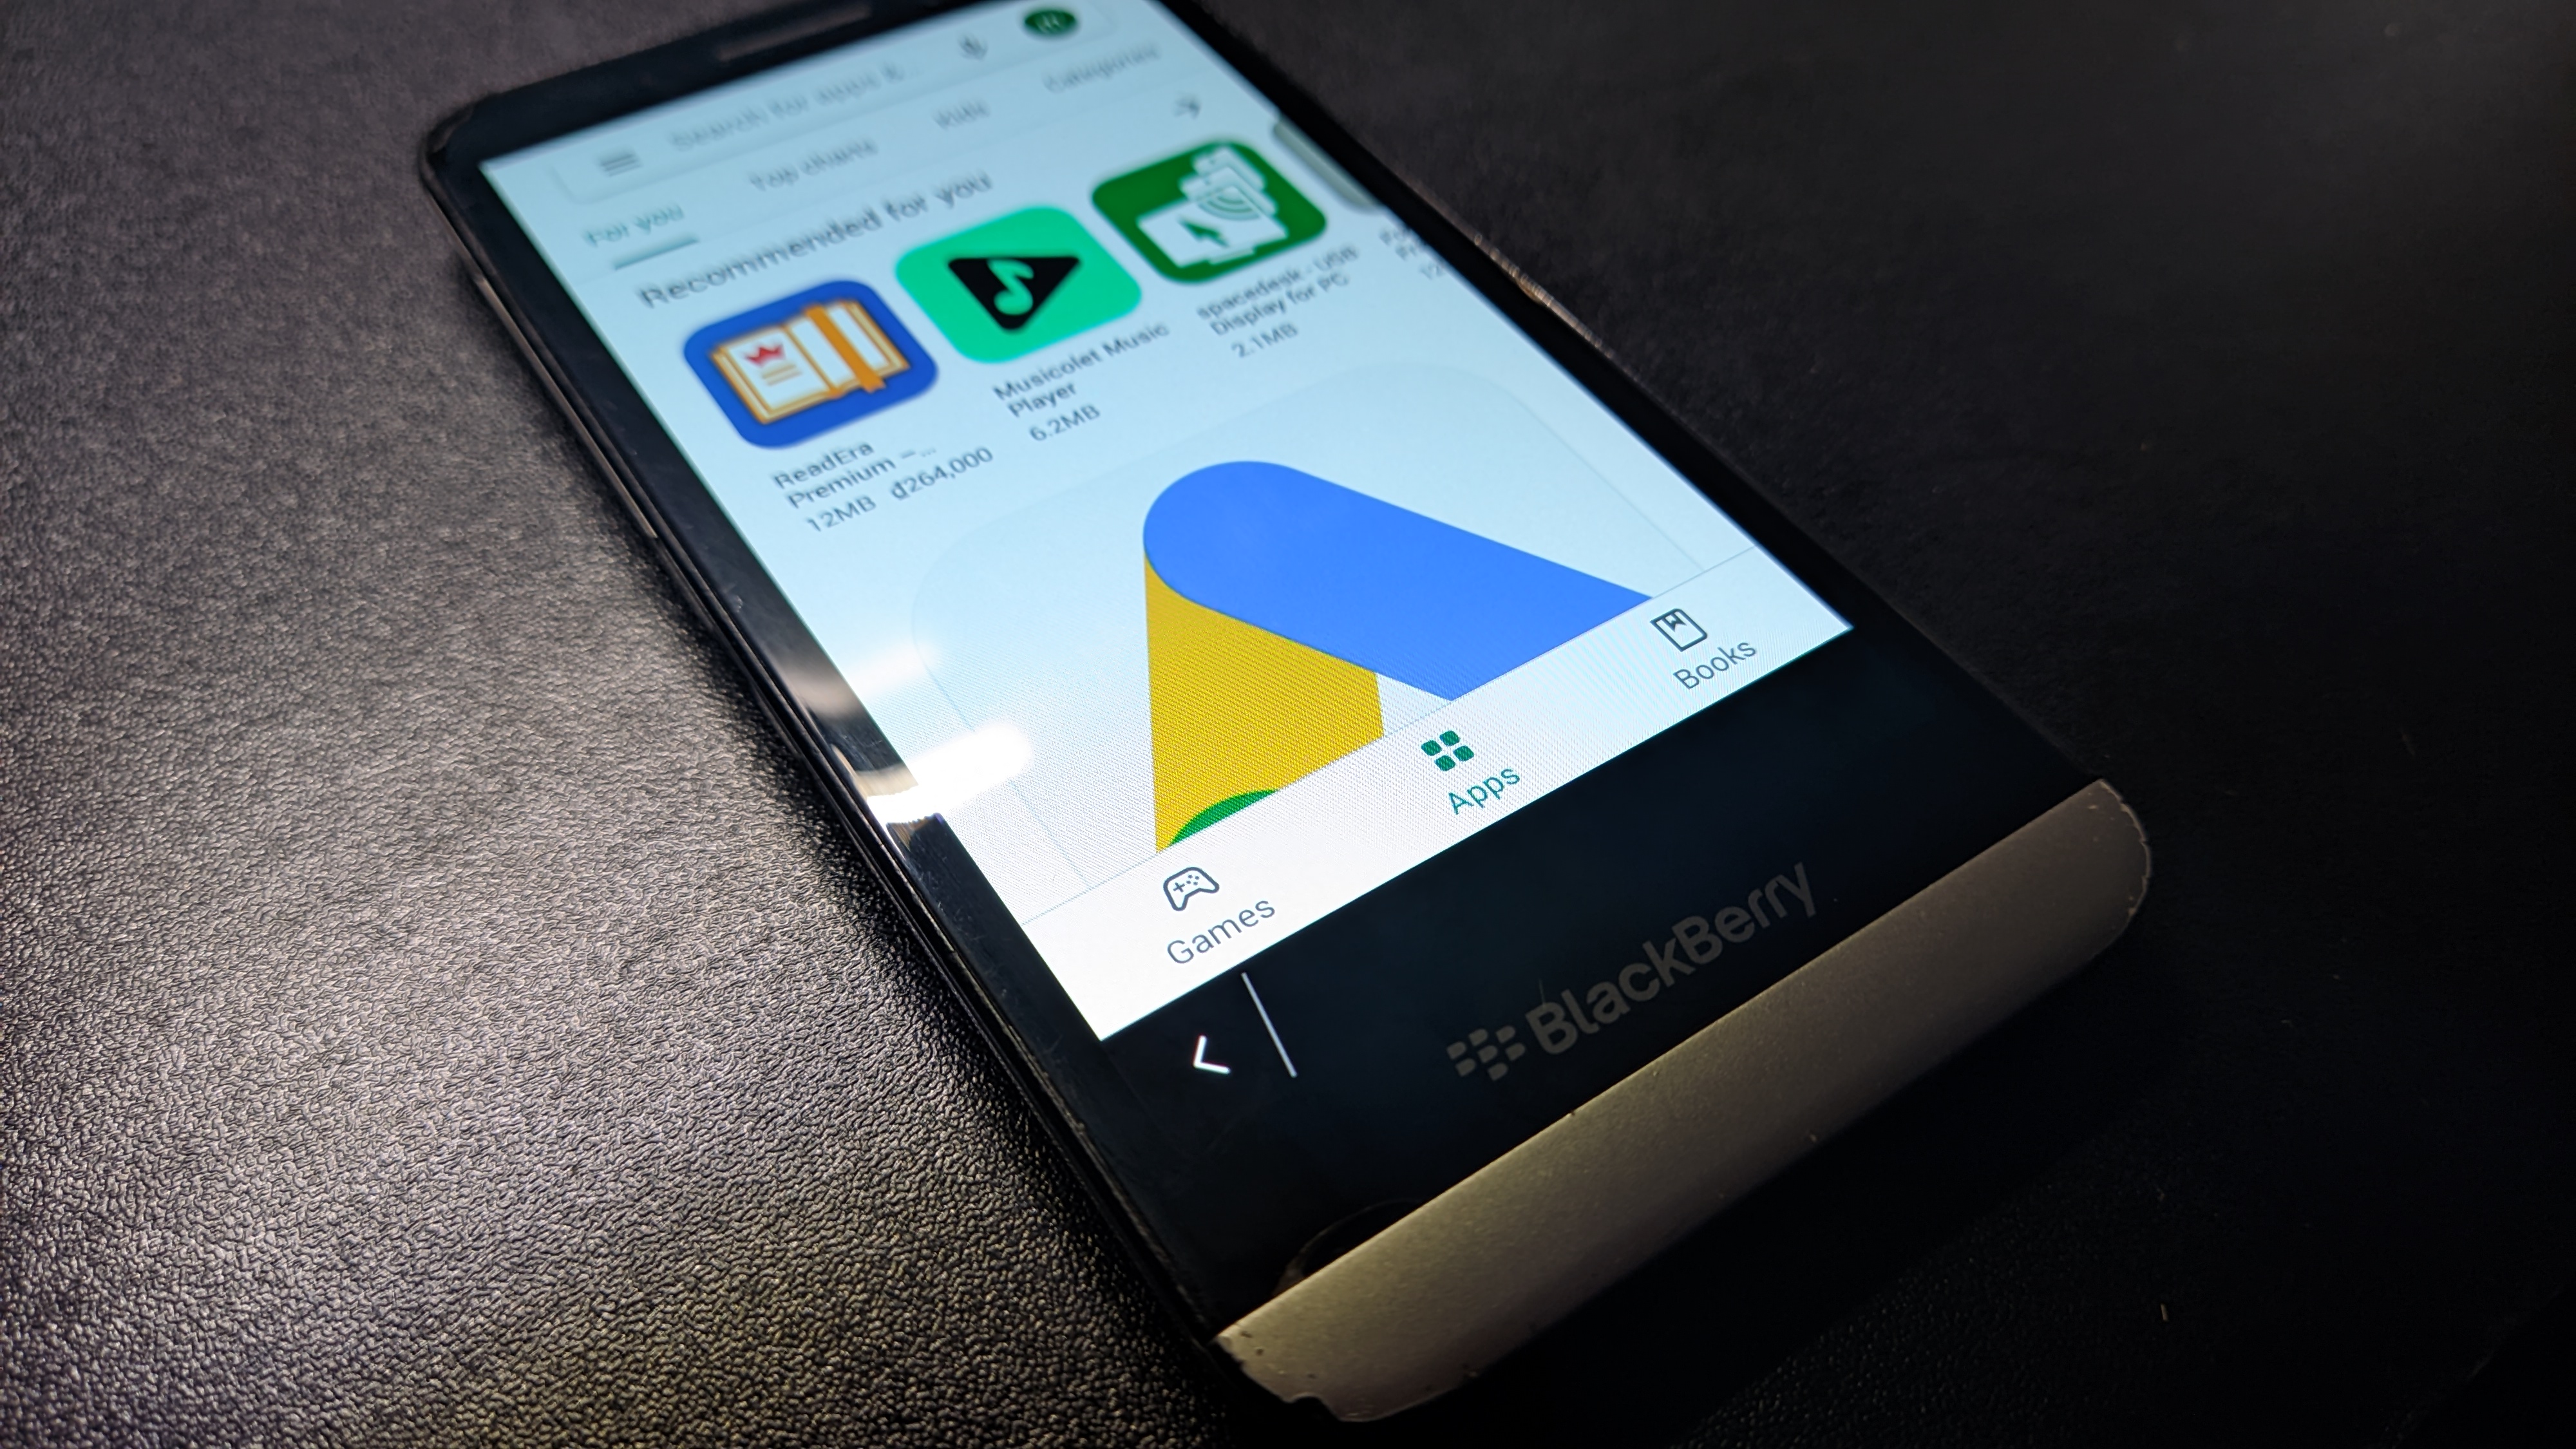 Search for apps &...
For you
Top charts
Kids
Categories
Recommended for you
ReadEra
Premium – ...
12MB ₫264,000
Musicolet Music
Player
6.2MB
spacedesk - USB
Display for PC
2.1MB
Games
Apps
Books
BlackBerry